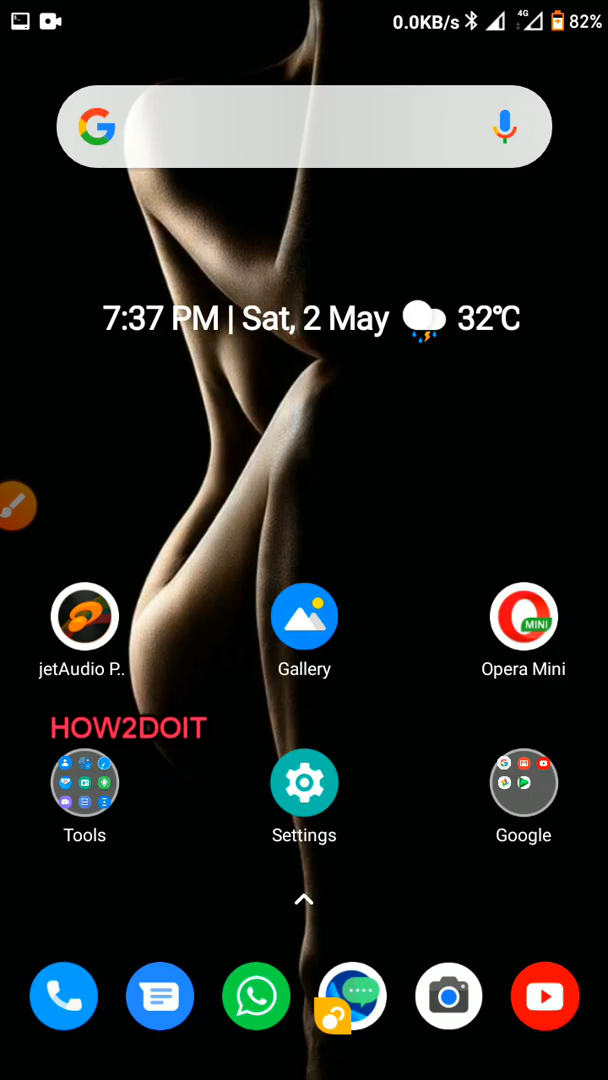 0.0KB/s 4G 82%
G
7:37 PM | Sat, 2 May 32°C
MINI
jetAudio P.. Gallery Opera Mini
HOW2DOIT
Tools Settings Google